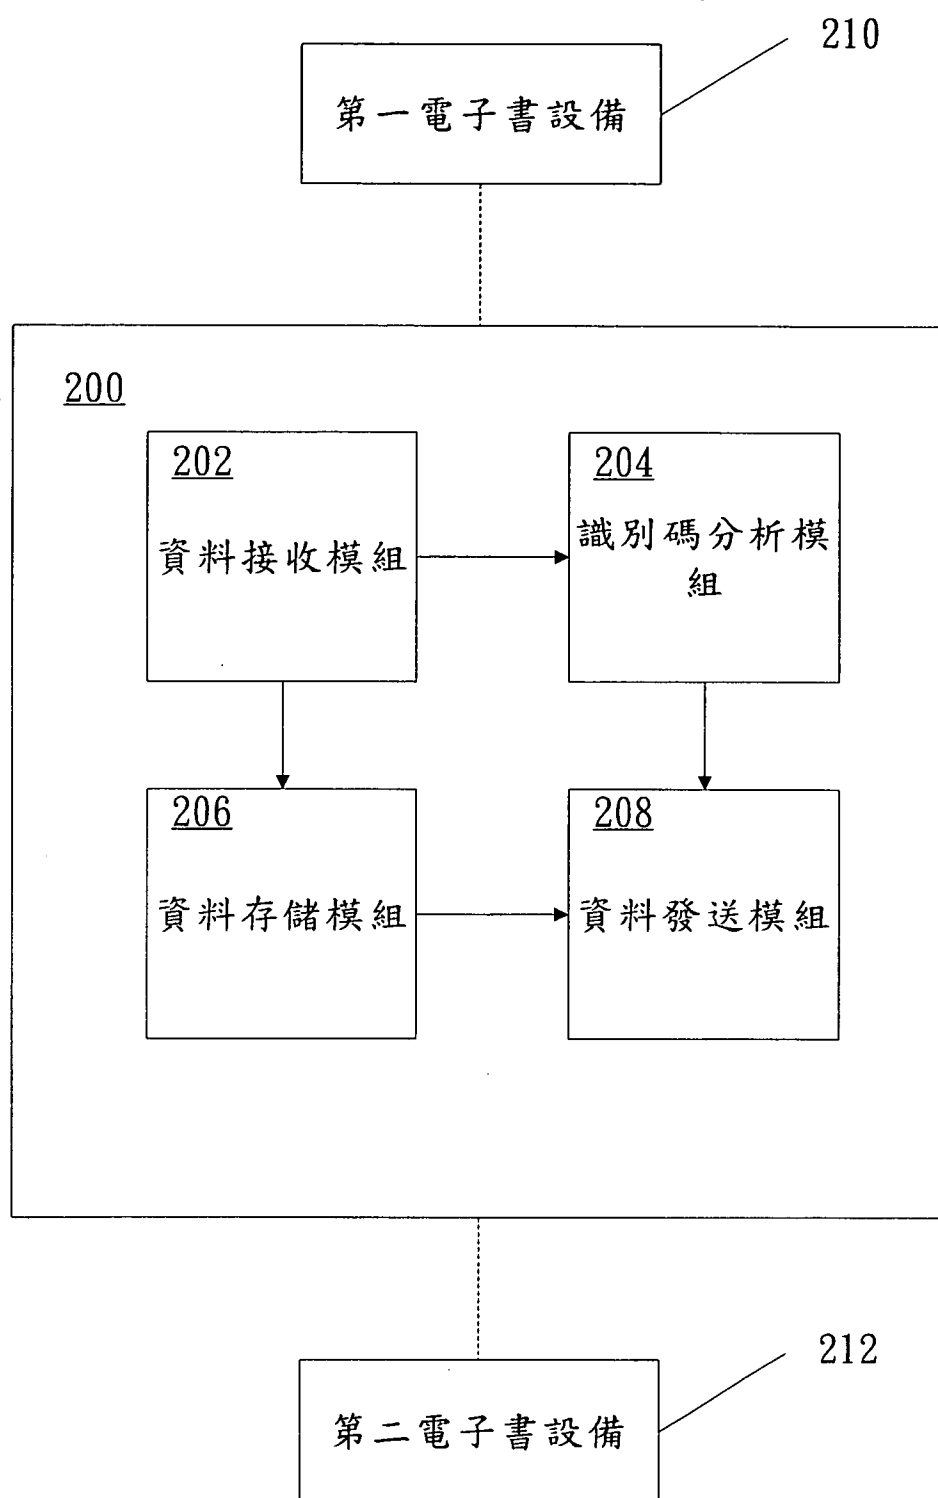 210
第一電子書設備
200
202
資料接收模組
204
識別碼分析模
組
206
資料存儲模組
208
資料發送模組
212
第二電子書設備